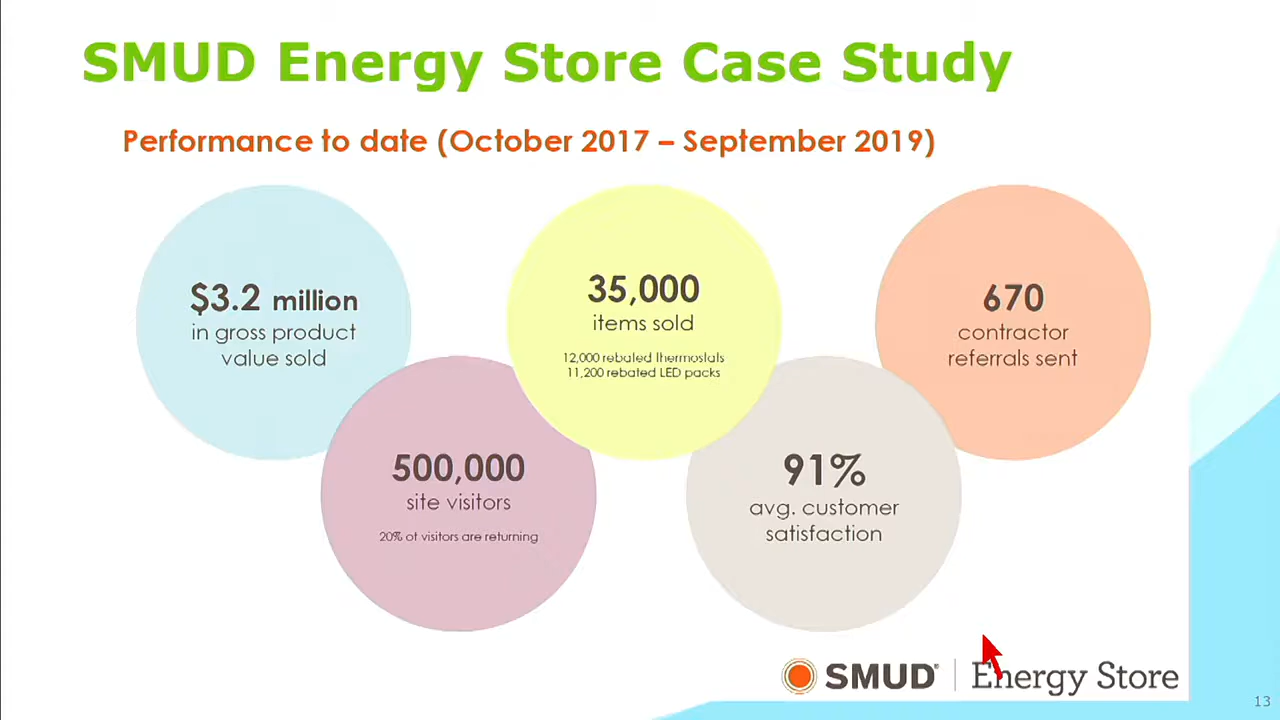 SMUD Energy Store Case Study
Performance to date (October 2017 – September 2019)
$3.2 million
in gross product
value sold
35,000
items sold
12,000 rebated thermostats
11,200 rebated LED packs
670
contractor
referrals sent
500,000
site visitors
20% of visitors are returning
91%
avg. customer
satisfaction
SMUD® | Energy Store
13